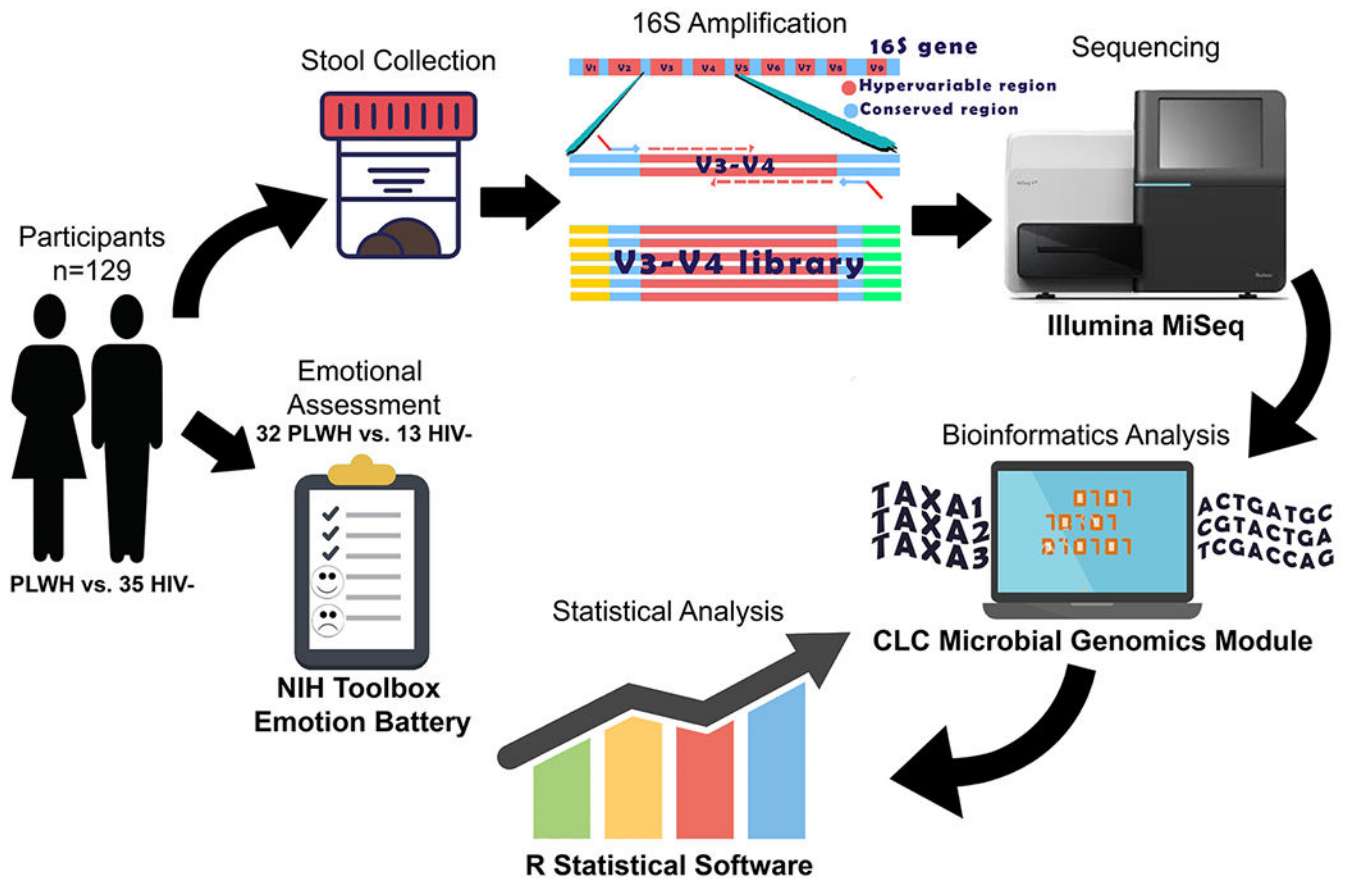 16S Amplification
Stool Collection
16S gene
V1 V2 V3 V4 V5 V6 V7 V8 V9
Hypervariable region
Conserved region
V3-V4
V3-V4 library
Sequencing
Illumina MiSeq
Participants
n=129
PLWH vs. 35 HIV-
Emotional
Assessment
32 PLWH vs. 13 HIV-
NIH Toolbox
Emotion Battery
Bioinformatics Analysis
TAXA1
TAXA2
TAXA3
0101
10101
010101
ACTGATGC
CGTACTGA
TCGACCAG
CLC Microbial Genomics Module
Statistical Analysis
R Statistical Software